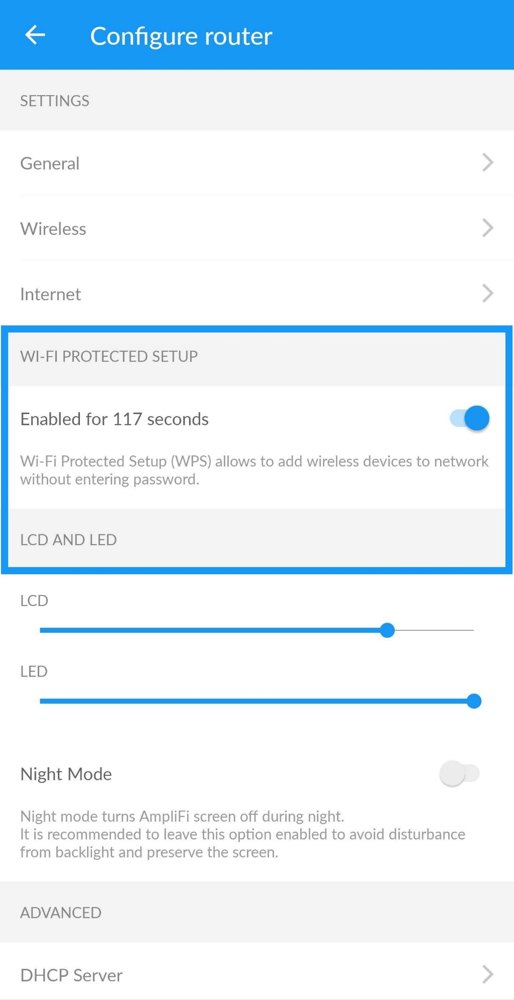 Configure router
SETTINGS
General
Wireless
Internet
WI-FI PROTECTED SETUP
Enabled for 117 seconds
Wi-Fi Protected Setup (WPS) allows to add wireless devices to network
without entering password.
LCD AND LED
LCD
LED
Night Mode
Night mode turns AmpliFi screen off during night.
It is recommended to leave this option enabled to avoid disturbance
from backlight and preserve the screen.
ADVANCED
DHCP Server